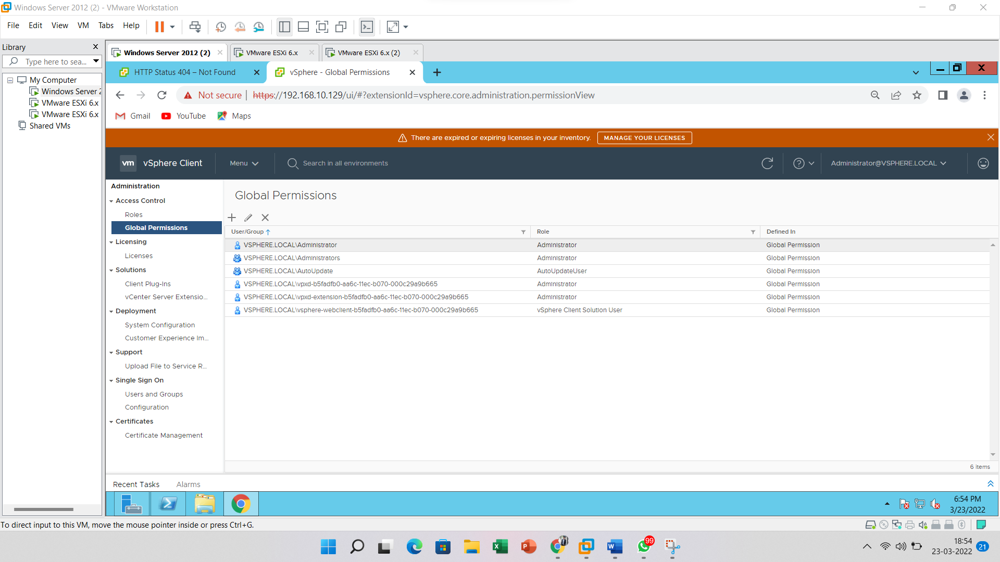 Windows Server 2012 (2) - VMware Workstation
File Edit View VM Tabs Help
Library
Type here to sea...
My Computer
Windows Server 2
VMware ESXi 6.x
VMware ESXi 6.x
Shared VMs
Windows Server 2012 (2) VMware ESXi 6.x VMware ESXi 6.x (2)
HTTP Status 404 – Not Found vSphere - Global Permissions
Not secure https://192.168.10.129/ui/#?extensionId=vsphere.core.administration.permissionView
Gmail YouTube Maps
There are expired or expiring licenses in your inventory. MANAGE YOUR LICENSES
vm vSphere Client Menu Search in all environments Administrator@VSPHERE.LOCAL
Administration
Access Control
Roles
Global Permissions
Licensing
Licenses
Solutions
Client Plug-Ins
vCenter Server Extensio...
Deployment
System Configuration
Customer Experience Im...
Support
Upload File to Service R...
Single Sign On
Users and Groups
Configuration
Certificates
Certificate Management
Global Permissions
User/Group Role Defined In
VSPHERE.LOCAL\Administrator Administrator Global Permission
VSPHERE.LOCAL\Administrators Administrator Global Permission
VSPHERE.LOCAL\AutoUpdate AutoUpdateUser Global Permission
VSPHERE.LOCAL\vpxd-b5fadfb0-aa6c-11ec-b070-000c29a9b665 Administrator Global Permission
VSPHERE.LOCAL\vpxd-extension-b5fadfb0-aa6c-11ec-b070-000c29a9b665 Administrator Global Permission
VSPHERE.LOCAL\vsphere-webclient-b5fadfb0-aa6c-11ec-b070-000c29a9b665 vSphere Client Solution User Global Permission
6 items
Recent Tasks Alarms
6:54 PM
3/23/2022
To direct input to this VM, move the mouse pointer inside or press Ctrl+G.
99
18:54
23-03-2022
21